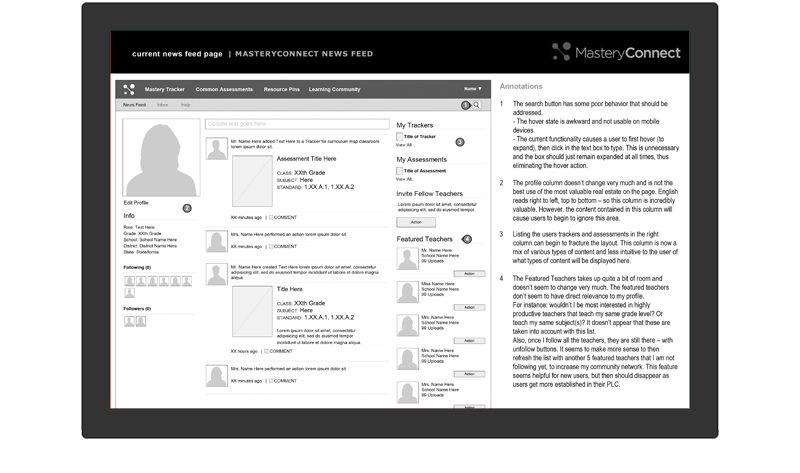 current news feed page | MASTERYCONNECT NEWS FEED
MasteryConnect
Mastery Tracker Common Assessments Resource Pins Learning Community
Name ▼
News Feed Inbox Help
1
Update text goes here
Edit Profile
2
Info
Role: Text Here
Grade: XXth Grade
School: School Name Here
District: District Name Here
State: Statefornia
Following (0)
Followers (0)
Mr. Name Here added Text Here to a Tracker for curriculum map classroom
lorem ipsum dolor sit.
Assessment Title Here
CLASS: XXth Grade
SUBJECT: Here
STANDARD: 1.XX.A.1, 1.XX.A.2
XX minutes ago | COMMENT
Mrs. Name Here performed an action lorem ipsum dolor sit.
XX minutes ago | COMMENT
Mr. Name Here created Text Here lorem ipsum dolor sit amet, consectetur
adipiscing elit, sed do eiusmod tempor incididunt ut labore et dolore magna
aliqua.
Title Here
CLASS: XXth Grade
SUBJECT: XXth Grade
STANDARD: 1.XX.A.1, 1.XX.A.2
Lorem ipsum dolor sit amet, consectetur
adipiscing elit, sed do eiusmod tempor
incididunt ut labore et dolore magna aliqua.
XX hours ago | COMMENT
Mrs. Name Here performed an action lorem ipsum dolor sit.
XX minutes ago | COMMENT
My Trackers
Title of Tracker
View All...
3
My Assessments
Title of Assessment
View All...
Invite Fellow Teachers
Lorem ipsum dolor sit amet, consectetur
Action
Featured Teachers
4
Mr. Name Here
School Name Here
99 Uploads
Action
Miss Name Here
School Name Here
99 Uploads
Action
Mrs. Name Here
School Name Here
99 Uploads
Action
Mrs. Name Here
School Name Here
99 Uploads
Action
Mrs. Name Here
School Name Here
99 Uploads
Action
Annotations
1 The search button has some poor behavior that should be
addressed.
- The hover state is awkward and not usable on mobile
devices.
- The current functionality causes a user to first hover (to
expand), then click in the text box to type. This is unnecessary
and the box should just remain expanded at all times, thus
eliminating the hover action.
2 The profile column doesn't change very much and is not the
best use of the most valuable real estate on the page. English
reads right to left, top to bottom – so this column is incredibly
valuable. However, the content contained in this column will
cause users to begin to ignore this area.
3 Listing the users trackers and assessments in the right
column can begin to fracture the layout. This column is now a
mix of various types of content and less intuitive to the user of
what types of content will be displayed here.
4 The Featured Teachers takes up quite a bit of room and
doesn't seem to change very much. The featured teachers
don't seem to have direct relevance to my profile.
For instance: wouldn't I be most interested in highly
productive teachers that teach my same grade level? Or
teach my same subject(s)? It doesn't appear that these are
taken into account with this list.
Also, once I follow all the teachers, they are still there – with
unfollow buttons. It seems to make more sense to then
refresh the list with another 5 featured teachers that I am not
following yet, to increase my community network. This feature
seems helpful for new users, but then should disappear as
users get more established in their PLC.